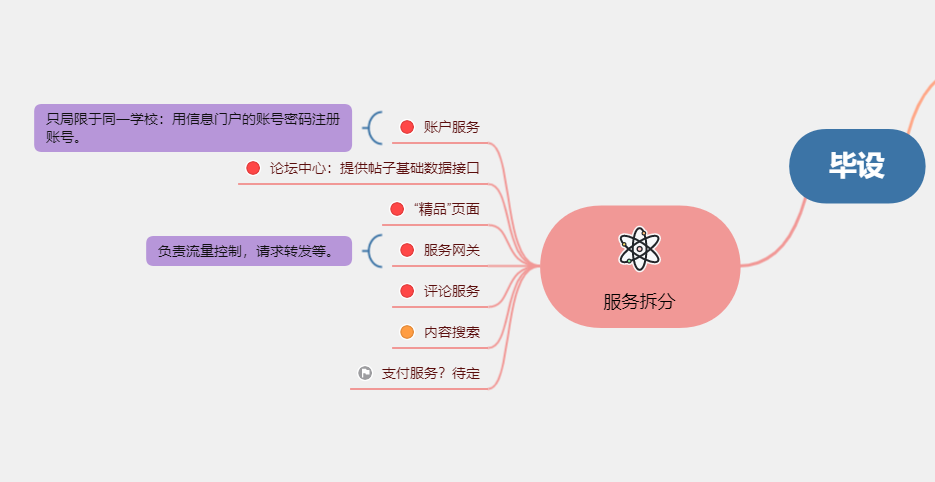 毕设
服务拆分
只局限于同一学校：用信息门户的账号密码注册
账号。
账户服务
论坛中心：提供帖子基础数据接口
“精品”页面
负责流量控制，请求转发等。
服务网关
评论服务
内容搜索
支付服务？待定